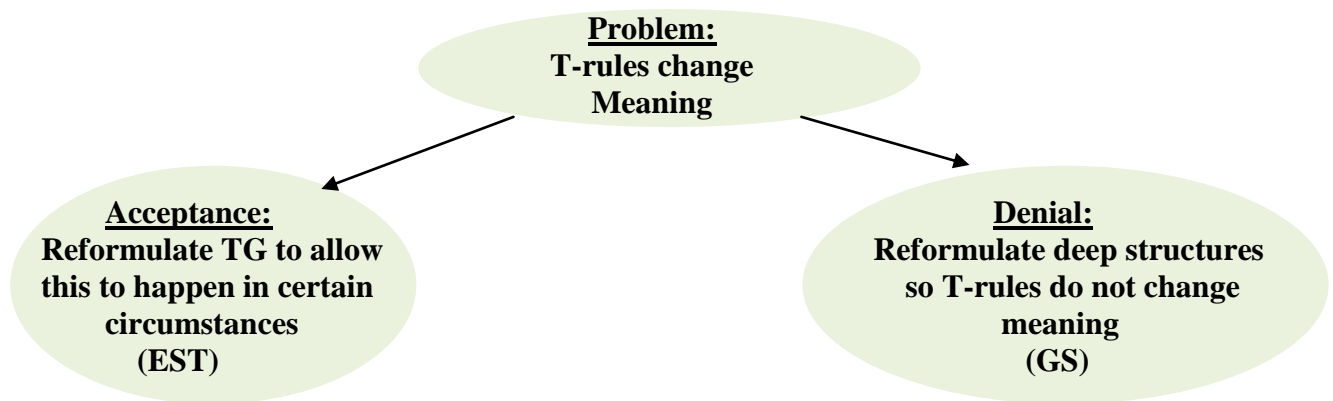 Problem:
T-rules change
Meaning
Acceptance:
Reformulate TG to allow
this to happen in certain
circumstances
(EST)
Denial:
Reformulate deep structures
so T-rules do not change
meaning
(GS)